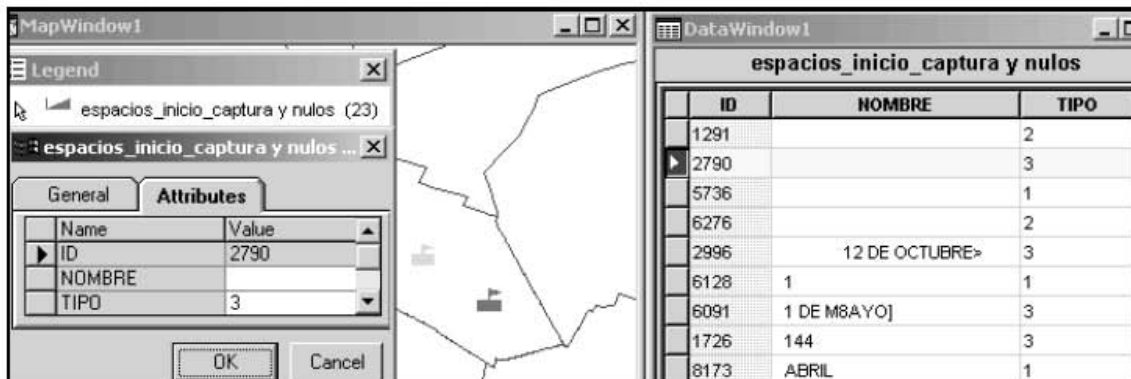 MapWindow1
Legend
espacios_inicio_captura y nulos (23)
espacios_inicio_captura y nulos ...
General Attributes
Name Value
ID 2790
NOMBRE
TIPO 3
OK Cancel
DataWindow1
espacios_inicio_captura y nulos
ID NOMBRE TIPO
1291 2
2790 3
5736 1
6276 2
2996 12 DE OCTUBRE> 3
6128 1 1
6091 1 DE M8AYO] 3
1726 144 3
8173 ABRIL 1